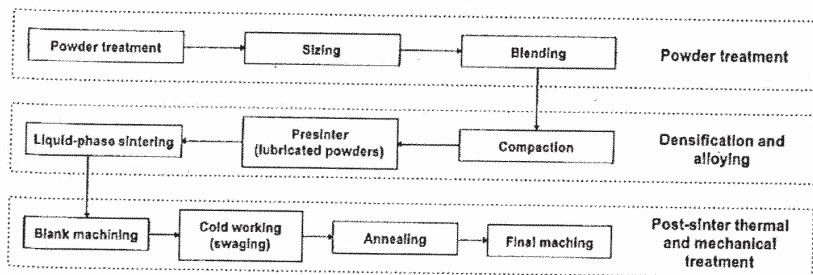 Powder treatment
Sizing
Blending
Powder treatment
Liquid-phase sintering
Presinter
(lubricated powders)
Compaction
Densification and
alloying
Blank machining
Cold working
(swaging)
Annealing
Final maching
Post-sinter thermal
and mechanical
treatment